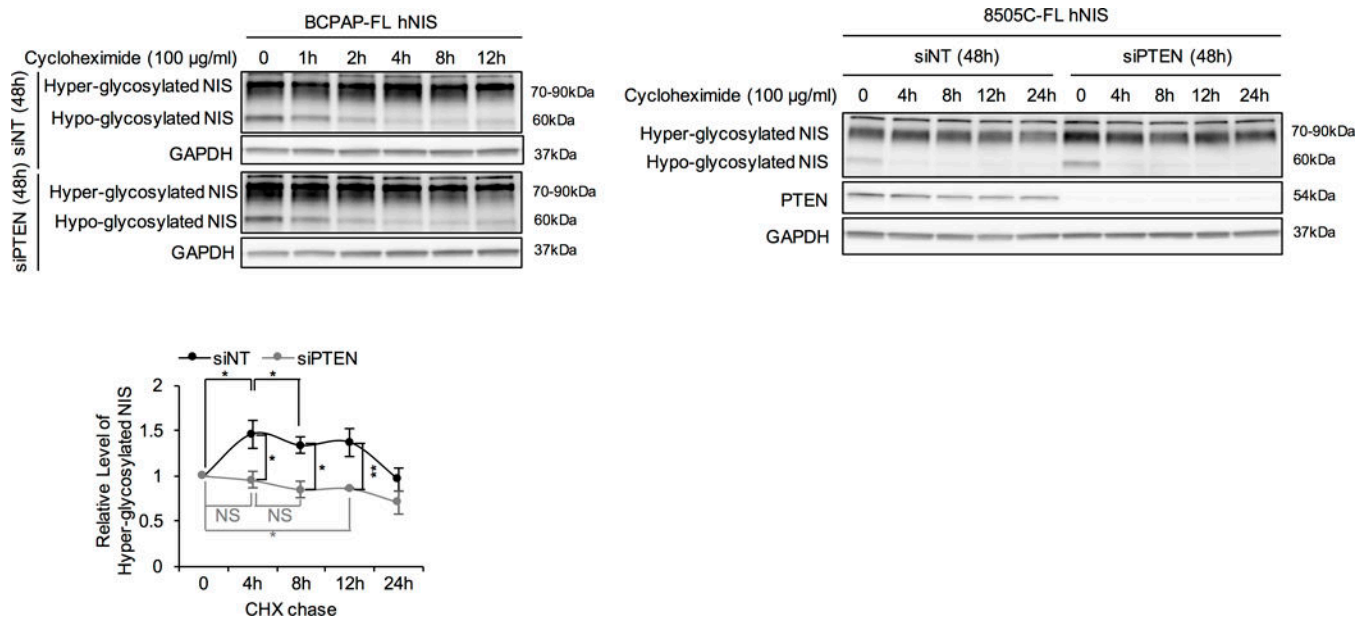 BCPAP-FL hNIS
Cycloheximide (100 µg/ml) 0 1h 2h 4h 8h 12h
siNT (48h)
Hyper-glycosylated NIS 70-90kDa
Hypo-glycosylated NIS 60kDa
GAPDH 37kDa
siPTEN (48h)
Hyper-glycosylated NIS 70-90kDa
Hypo-glycosylated NIS 60kDa
GAPDH 37kDa
8505C-FL hNIS
siNT (48h) siPTEN (48h)
Cycloheximide (100 µg/ml) 0 4h 8h 12h 24h 0 4h 8h 12h 24h
Hyper-glycosylated NIS 70-90kDa
Hypo-glycosylated NIS 60kDa
PTEN 54kDa
GAPDH 37kDa
siNT siPTEN
Relative Level of
Hyper-glycosylated NIS
2
1.5
1
0.5
0
* *
* * **
NS NS
*
0 4h 8h 12h 24h
CHX chase